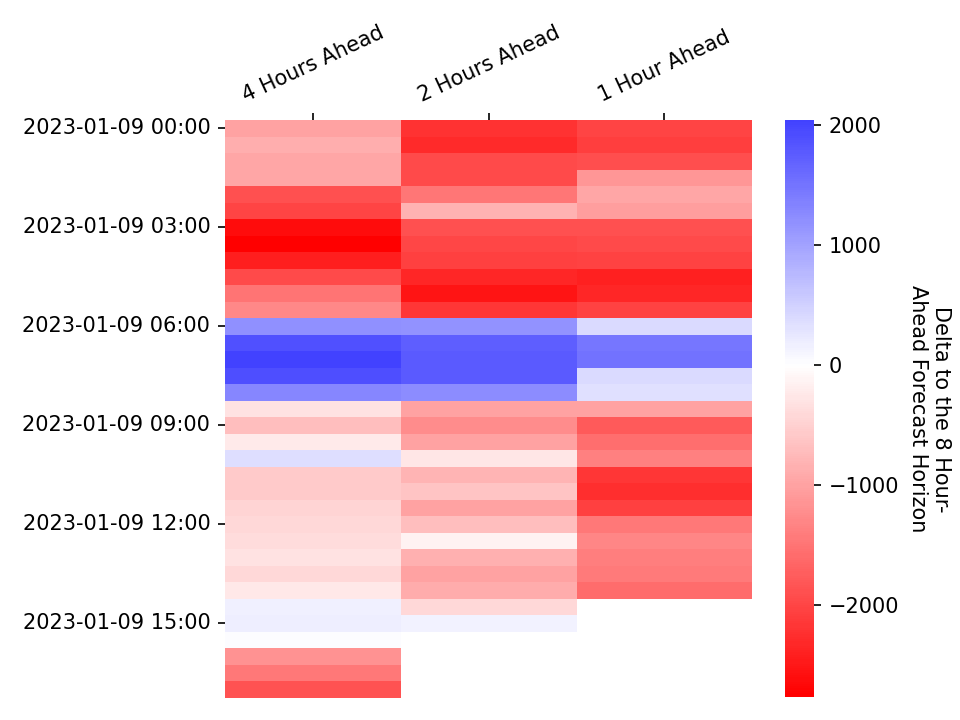 4 Hours Ahead
2 Hours Ahead
1 Hour Ahead
2023-01-09 00:00
2023-01-09 03:00
2023-01-09 06:00
2023-01-09 09:00
2023-01-09 12:00
2023-01-09 15:00
2000
1000
0
−1000
−2000
Delta to the 8 Hour-
Ahead Forecast Horizon